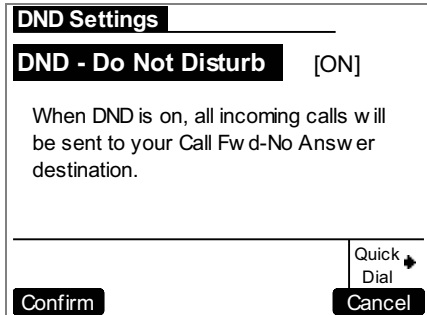 DND Settings
DND - Do Not Disturb [ON]
When DND is on, all incoming calls will
be sent to your Call Fwd-No Answer
destination.
Quick
Dial
Confirm Cancel